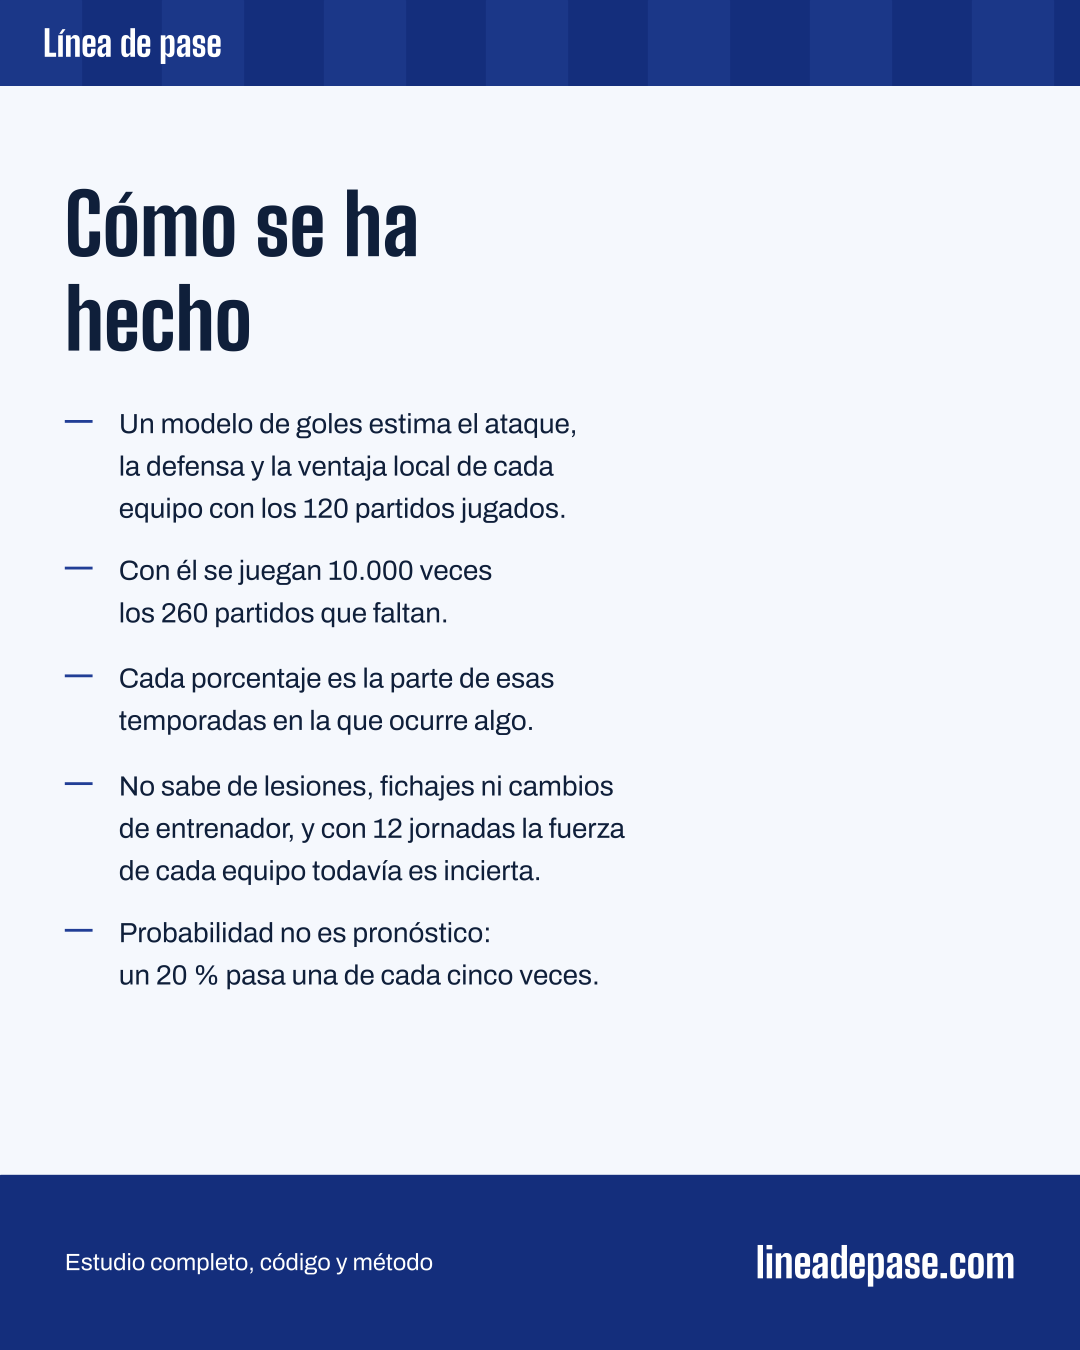 Línea de pase
Cómo se ha
hecho
— Un modelo de goles estima el ataque,
la defensa y la ventaja local de cada
equipo con los 120 partidos jugados.
— Con él se juegan 10.000 veces
los 260 partidos que faltan.
— Cada porcentaje es la parte de esas
temporadas en la que ocurre algo.
— No sabe de lesiones, fichajes ni cambios
de entrenador, y con 12 jornadas la fuerza
de cada equipo todavía es incierta.
— Probabilidad no es pronóstico:
un 20 % pasa una de cada cinco veces.
Estudio completo, código y método
lineadepase.com